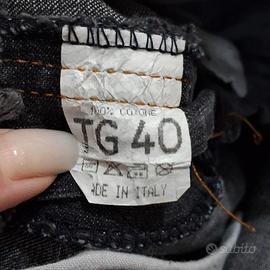 100% COTONE
TG 40
ADE IN ITALY
subito